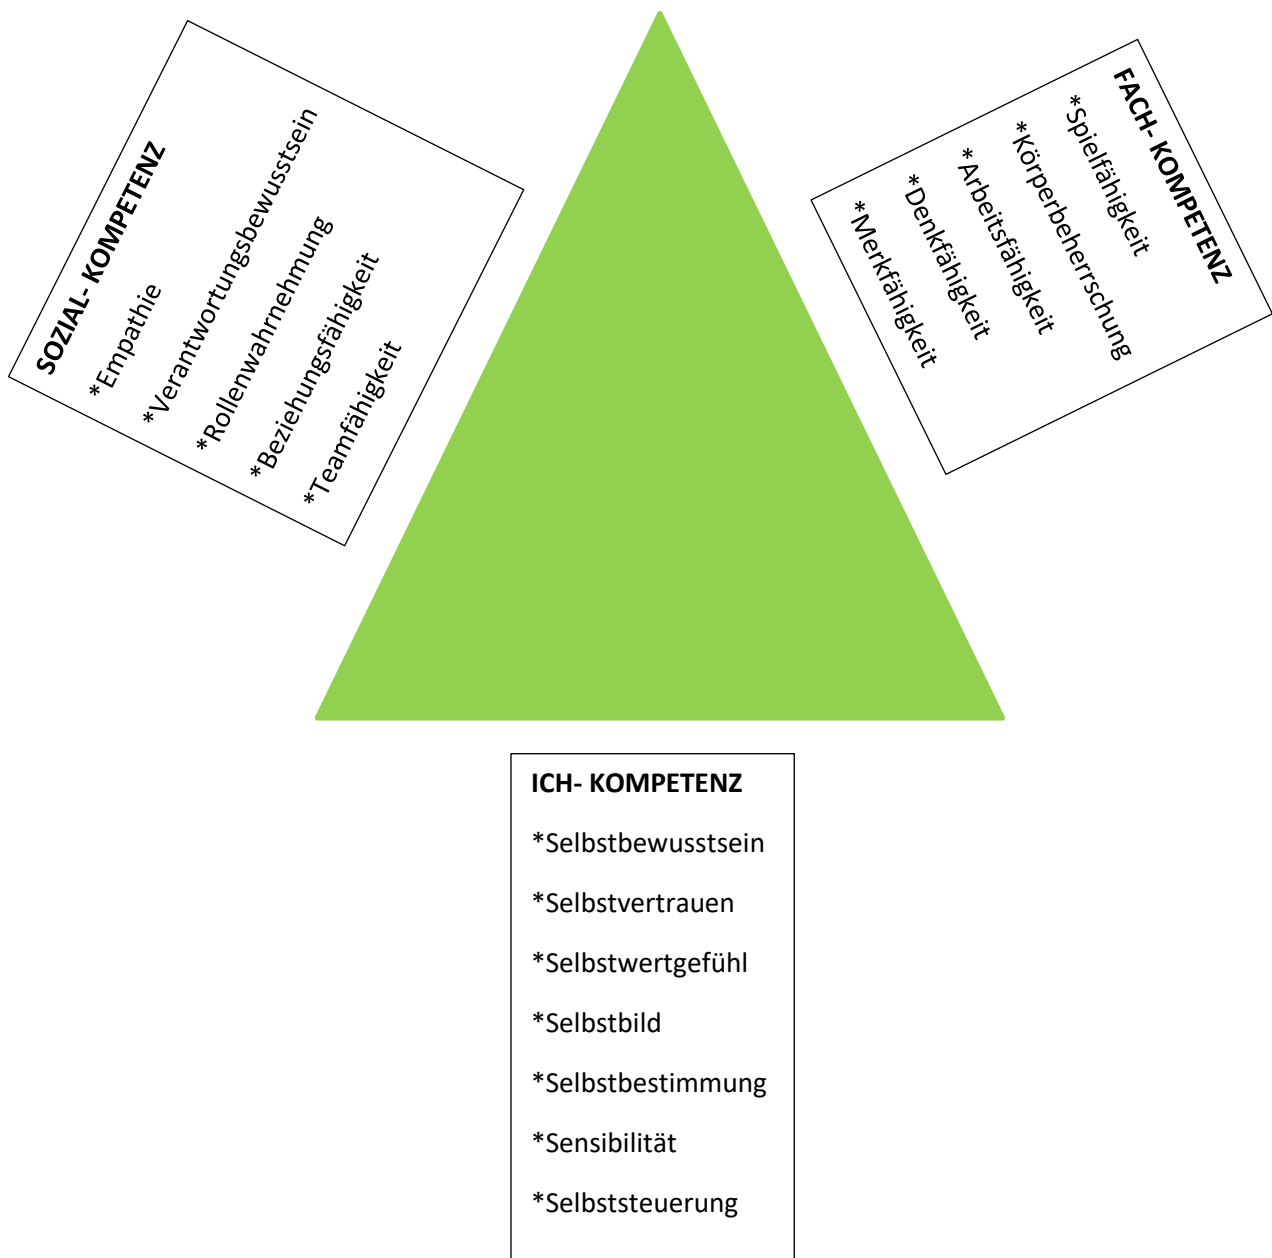 SOZIAL- KOMPETENZ
*Empathie
*Verantwortungsbewusstsein
*Rollenwahrnehmung
*Beziehungsfähigkeit
*Teamfähigkeit
FACH- KOMPETENZ
*Spielfähigkeit
*Körperbeherrschung
*Arbeitsfähigkeit
*Denkfähigkeit
*Merkfähigkeit
ICH- KOMPETENZ
*Selbstbewusstsein
*Selbstvertrauen
*Selbstwertgefühl
*Selbstbild
*Selbstbestimmung
*Sensibilität
*Selbststeuerung